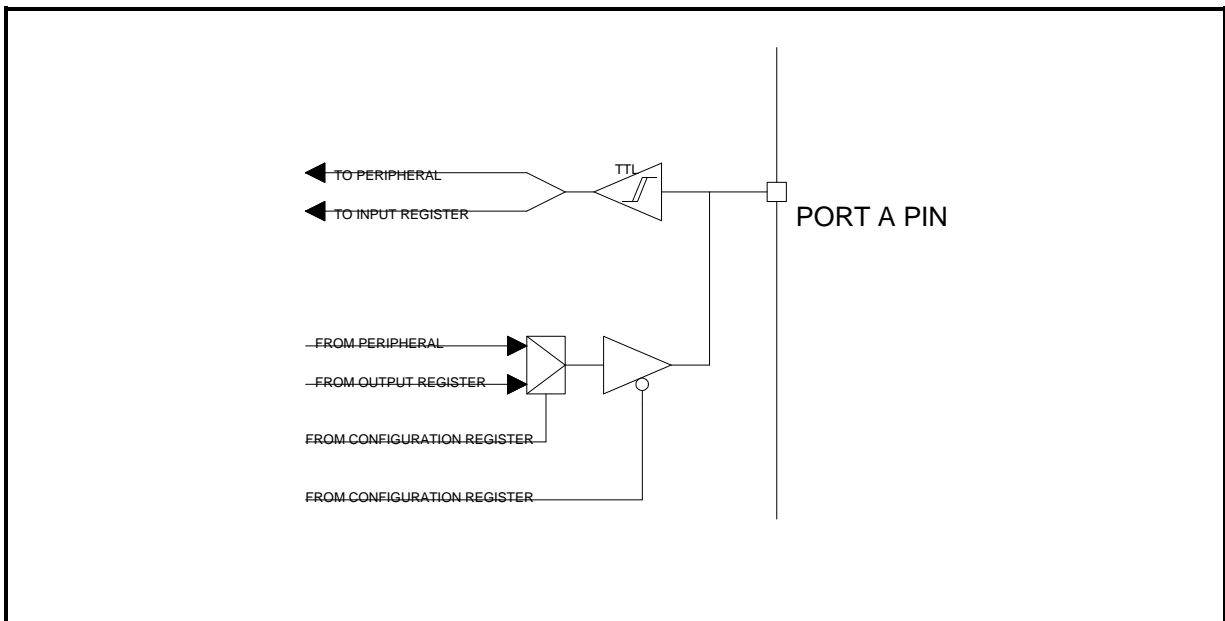 TTL
TO PERIPHERAL
TO INPUT REGISTER
PORT A PIN
FROM PERIPHERAL
FROM OUTPUT REGISTER
FROM CONFIGURATION REGISTER
FROM CONFIGURATION REGISTER